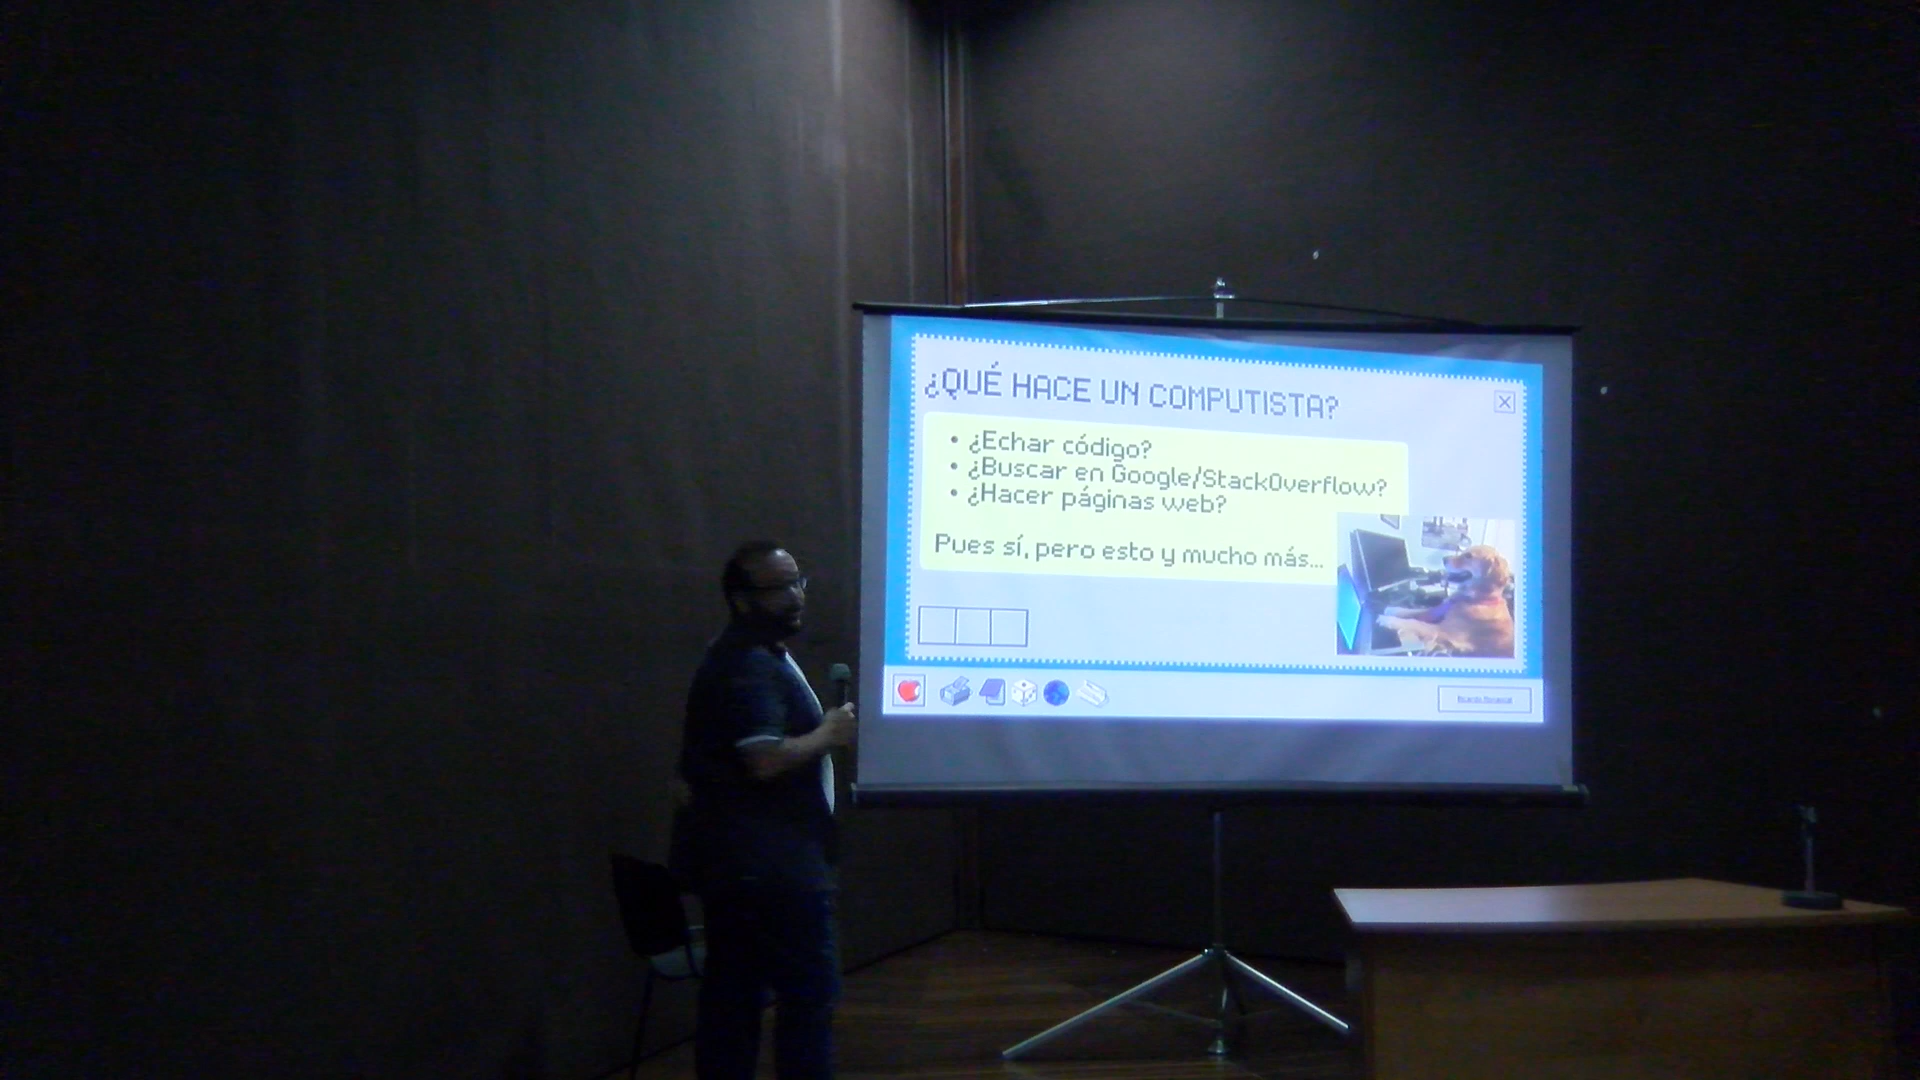 ¿QUÉ HACE UN COMPUTISTA?
• ¿Echar código?
• ¿Buscar en Google/StackOverflow?
• ¿Hacer páginas web?
Pues sí, pero esto y mucho más...
Ricardo